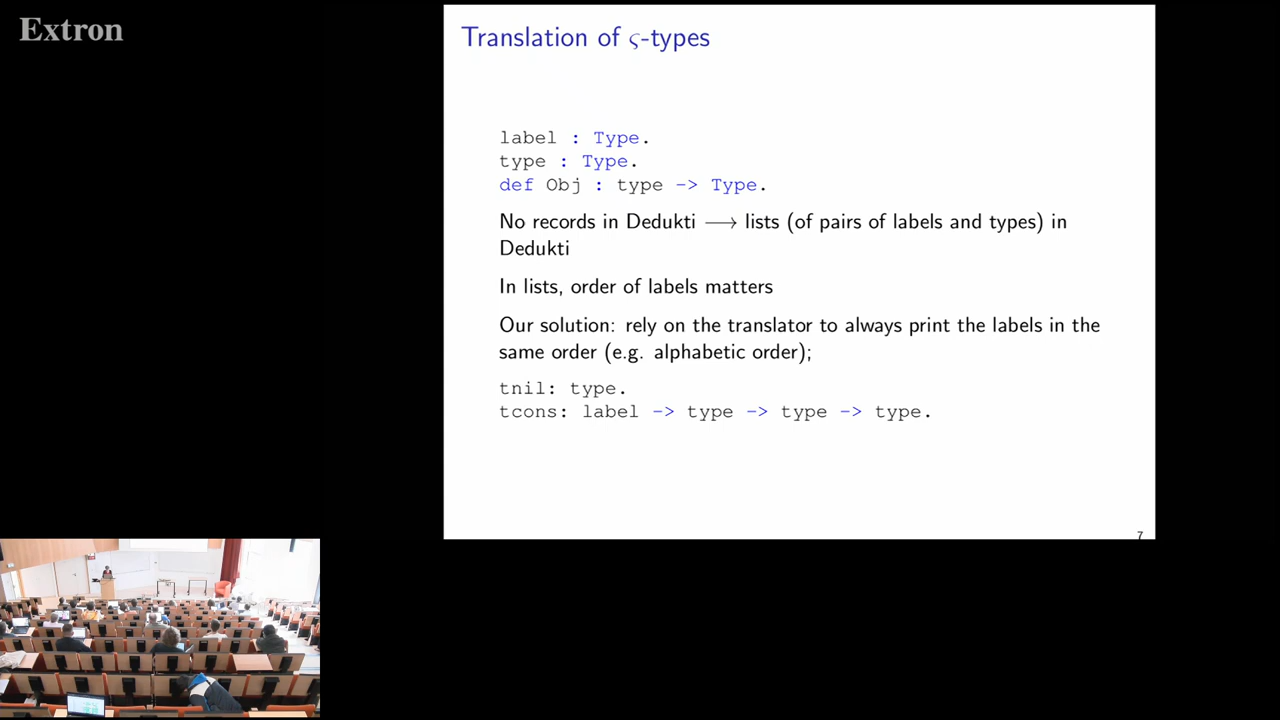 Extron
Translation of ς-types
label : Type.
type : Type.
def Obj : type -> Type.
No records in Dedukti ⟶ lists (of pairs of labels and types) in
Dedukti
In lists, order of labels matters
Our solution: rely on the translator to always print the labels in the
same order (e.g. alphabetic order);
tnil: type.
tcons: label -> type -> type -> type.
7